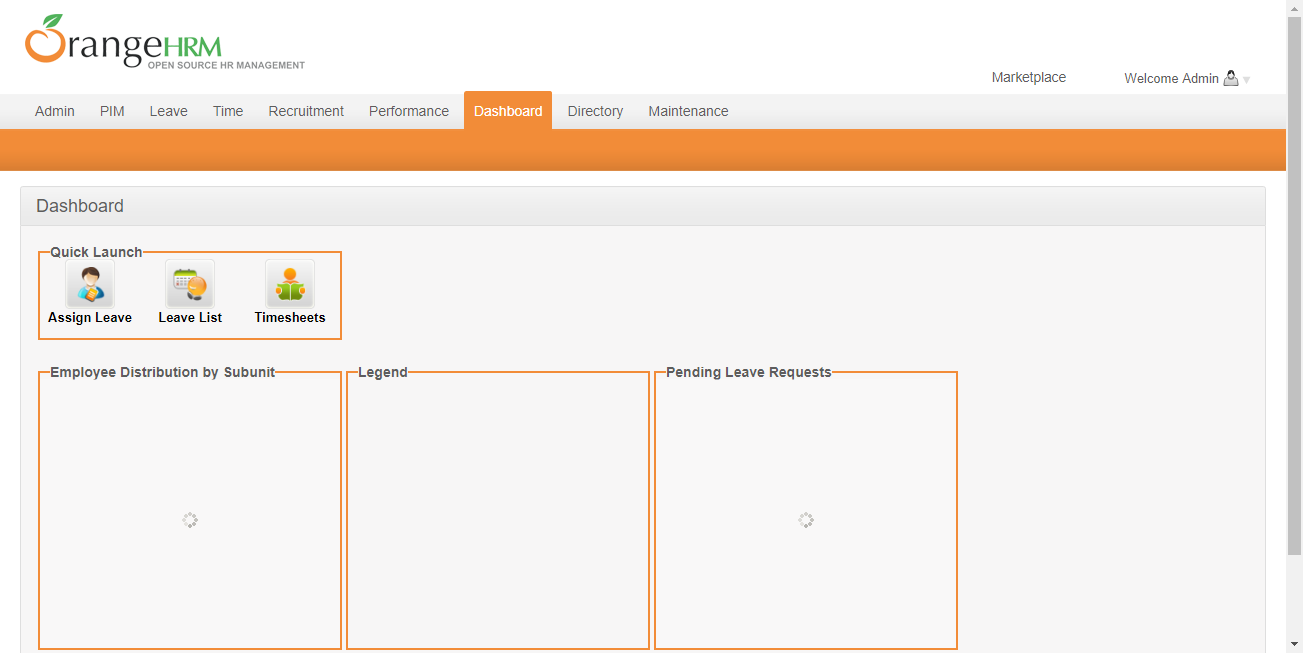 OrangeHRM
OPEN SOURCE HR MANAGEMENT
Marketplace
Welcome Admin
Admin
PIM
Leave
Time
Recruitment
Performance
Dashboard
Directory
Maintenance
Dashboard
Quick Launch
Assign Leave
Leave List
Timesheets
Employee Distribution by Subunit
Legend
Pending Leave Requests